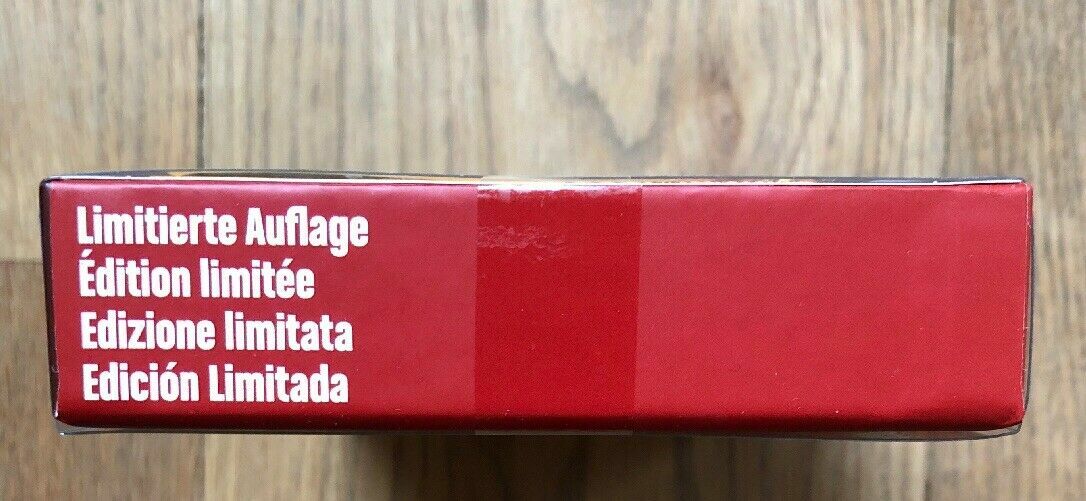 Limitierte Auflage
Édition limitée
Edizione limitata
Edición Limitada